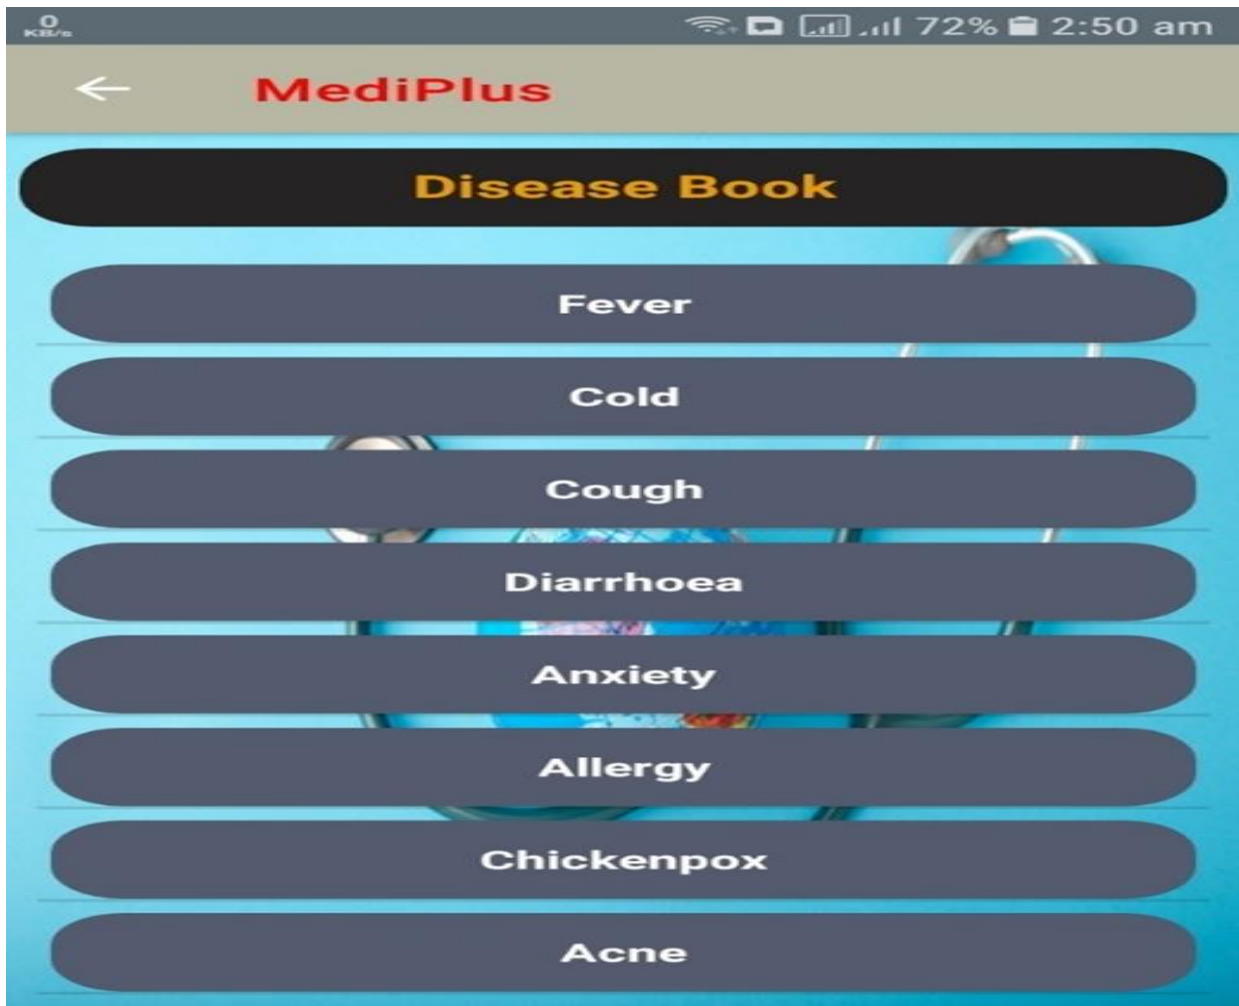 0
KB/s
72% 2:50 am
MediPlus
Disease Book
Fever
Cold
Cough
Diarrhoea
Anxiety
Allergy
Chickenpox
Acne